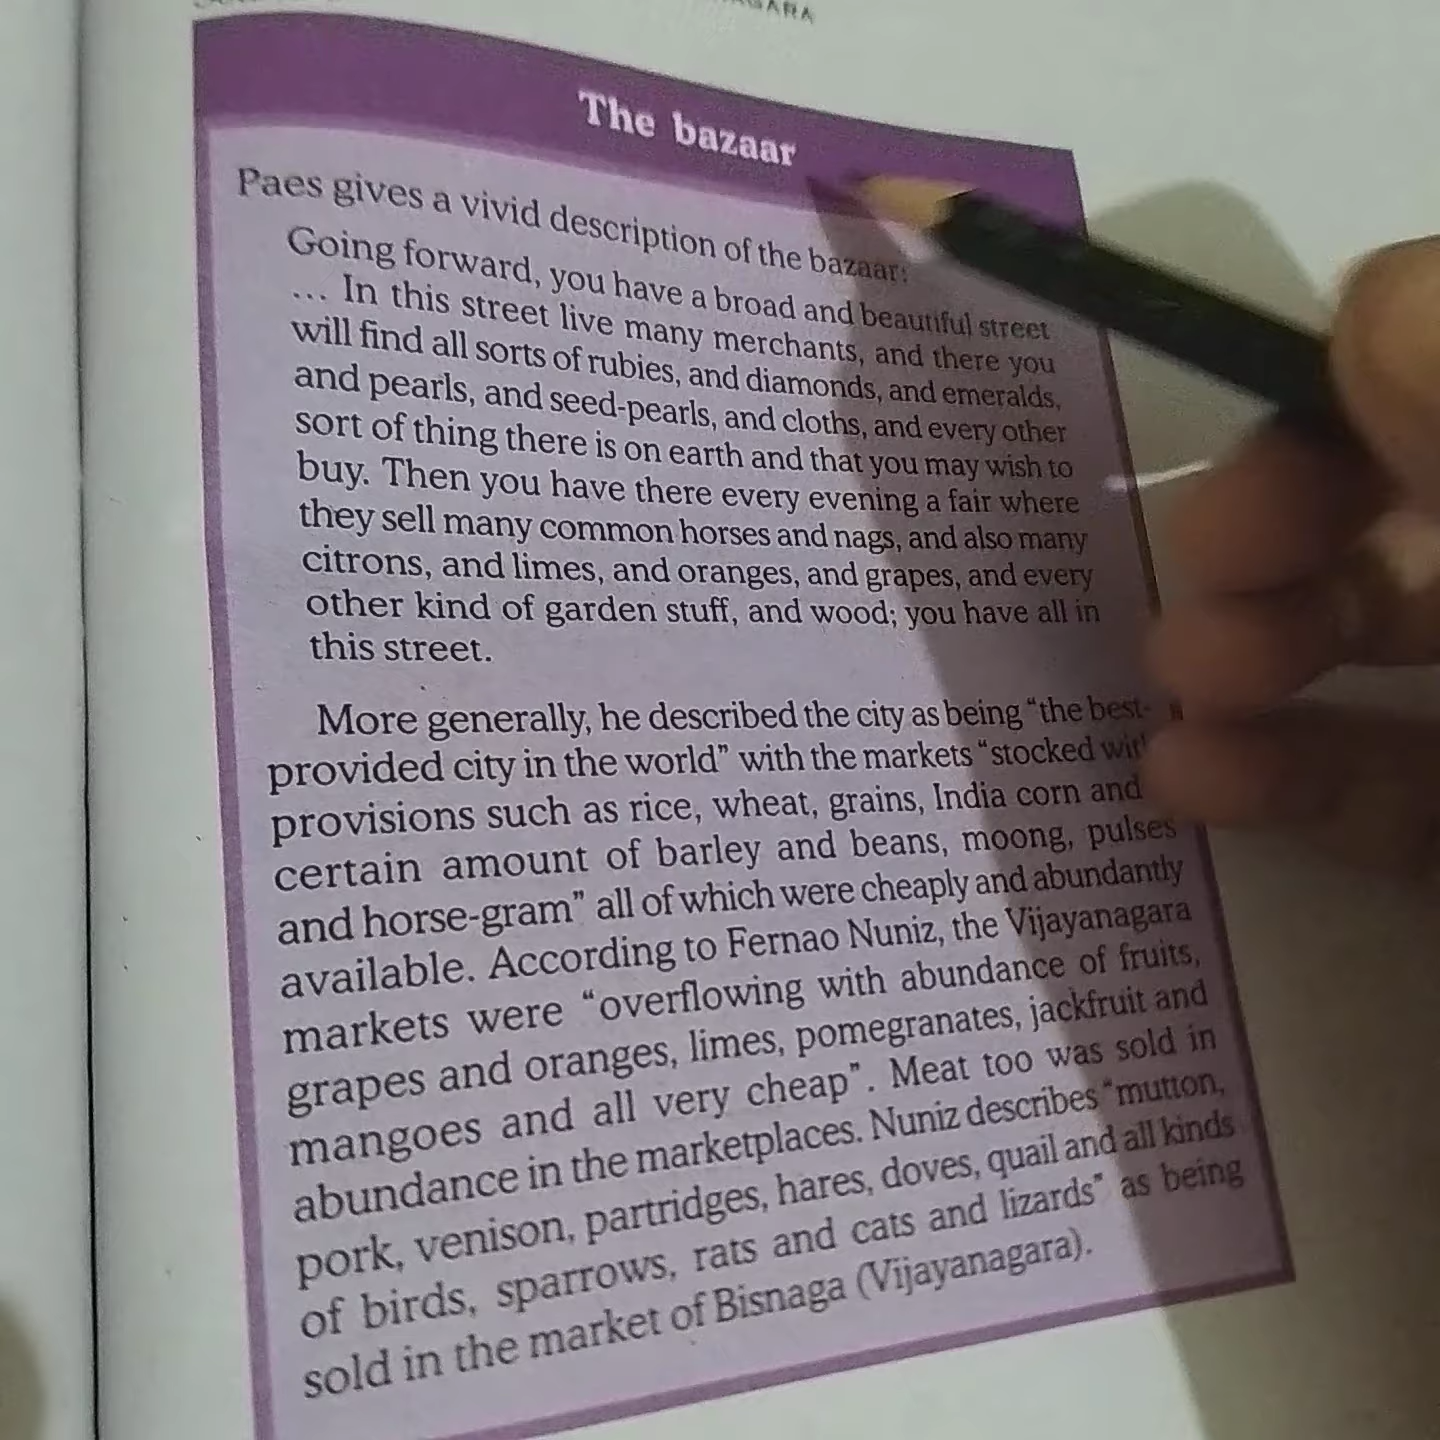 The bazaar
Paes gives a vivid description of the bazaar:
Going forward, you have a broad and beautiful street
... In this street live many merchants, and there you
will find all sorts of rubies, and diamonds, and emeralds,
and pearls, and seed-pearls, and cloths, and every other
sort of thing there is on earth and that you may wish to
buy. Then you have there every evening a fair where
they sell many common horses and nags, and also many
citrons, and limes, and oranges, and grapes, and every
other kind of garden stuff, and wood; you have all in
this street.
More generally, he described the city as being “the best-
provided city in the world” with the markets “stocked
provisions such as rice, wheat, grains, India corn and
certain amount of barley and beans, moong, pulses
and horse-gram” all of which were cheaply and abundantly
available. According to Fernao Nuniz, the Vijayanagara
markets were “overflowing with abundance of fruits,
grapes and oranges, limes, pomegranates, jackfruit and
mangoes and all very cheap”. Meat too was sold in
abundance in the marketplaces. Nuniz describes “mutton,
pork, venison, partridges, hares, doves, quail and all kinds
of birds, sparrows, rats and cats and lizards” as being
sold in the market of Bisnaga (Vijayanagara).